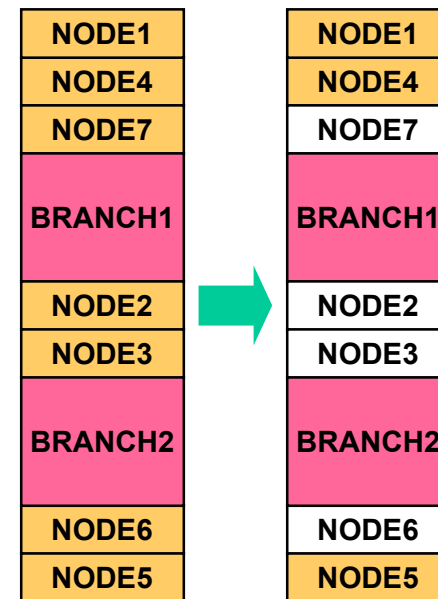 NODE1
NODE4
NODE7
BRANCH1
NODE2
NODE3
BRANCH2
NODE6
NODE5
NODE1
NODE4
NODE7
BRANCH1
NODE2
NODE3
BRANCH2
NODE6
NODE5